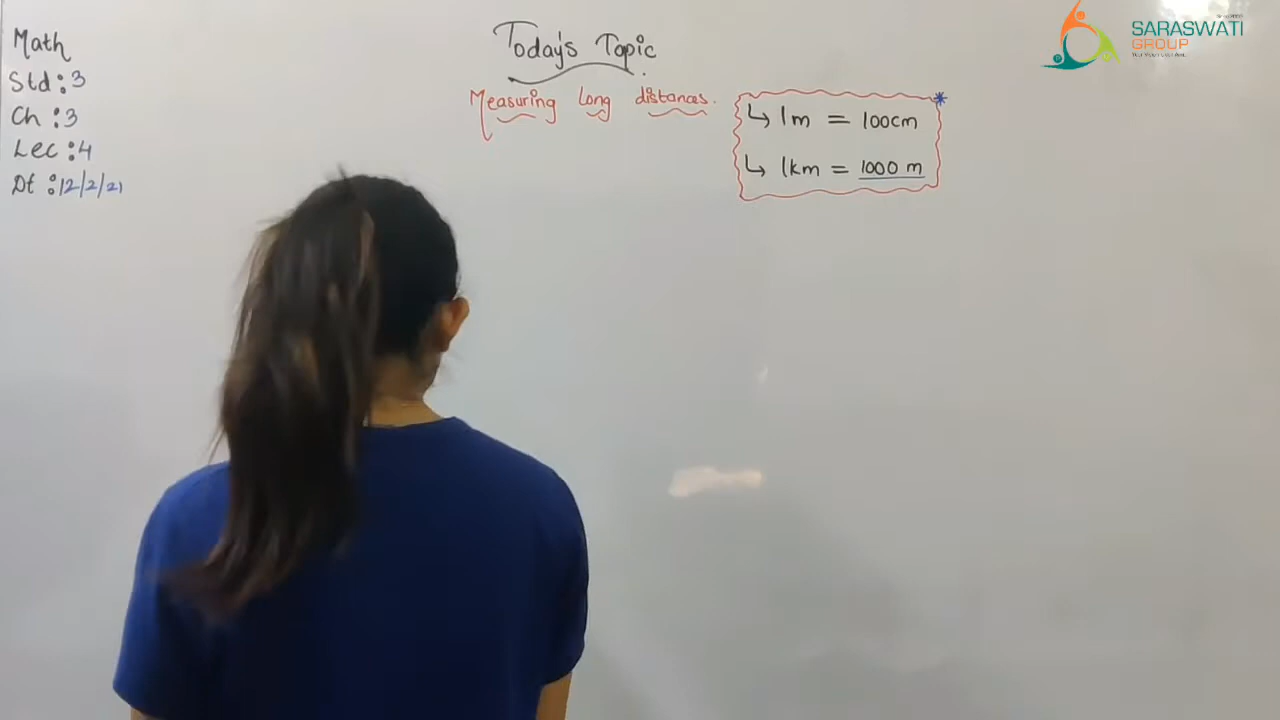 Math
Std : 3
Ch : 3
Lec : 4
Dt : 12/2/21
Today's Topic
Measuring long distances.
↳ 1m = 100cm
↳ 1km = 1000 m
SARASWATI
GROUP